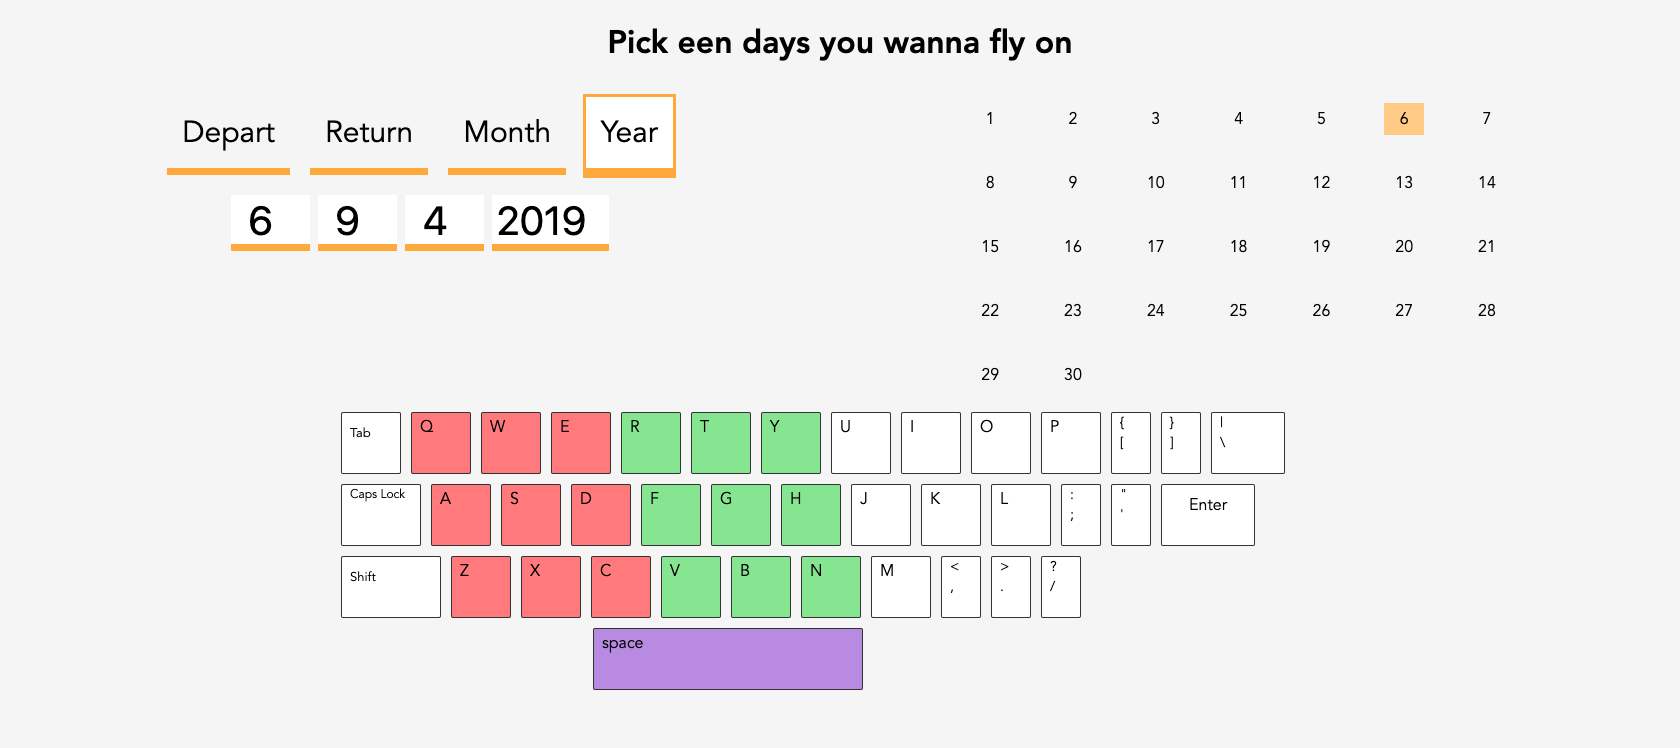 Pick een days you wanna fly on
Depart Return Month Year
6 9 4 2019
1 2 3 4 5 6 7
8 9 10 11 12 13 14
15 16 17 18 19 20 21
22 23 24 25 26 27 28
29 30
Tab Q W E R T Y U I O P { [ } ] | \
Caps Lock A S D F G H J K L : ; " ' Enter
Shift Z X C V B N M < , > . ? /
space